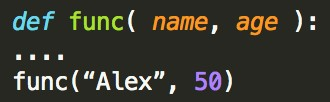 def func( name, age ):
....
func(“Alex”, 50)